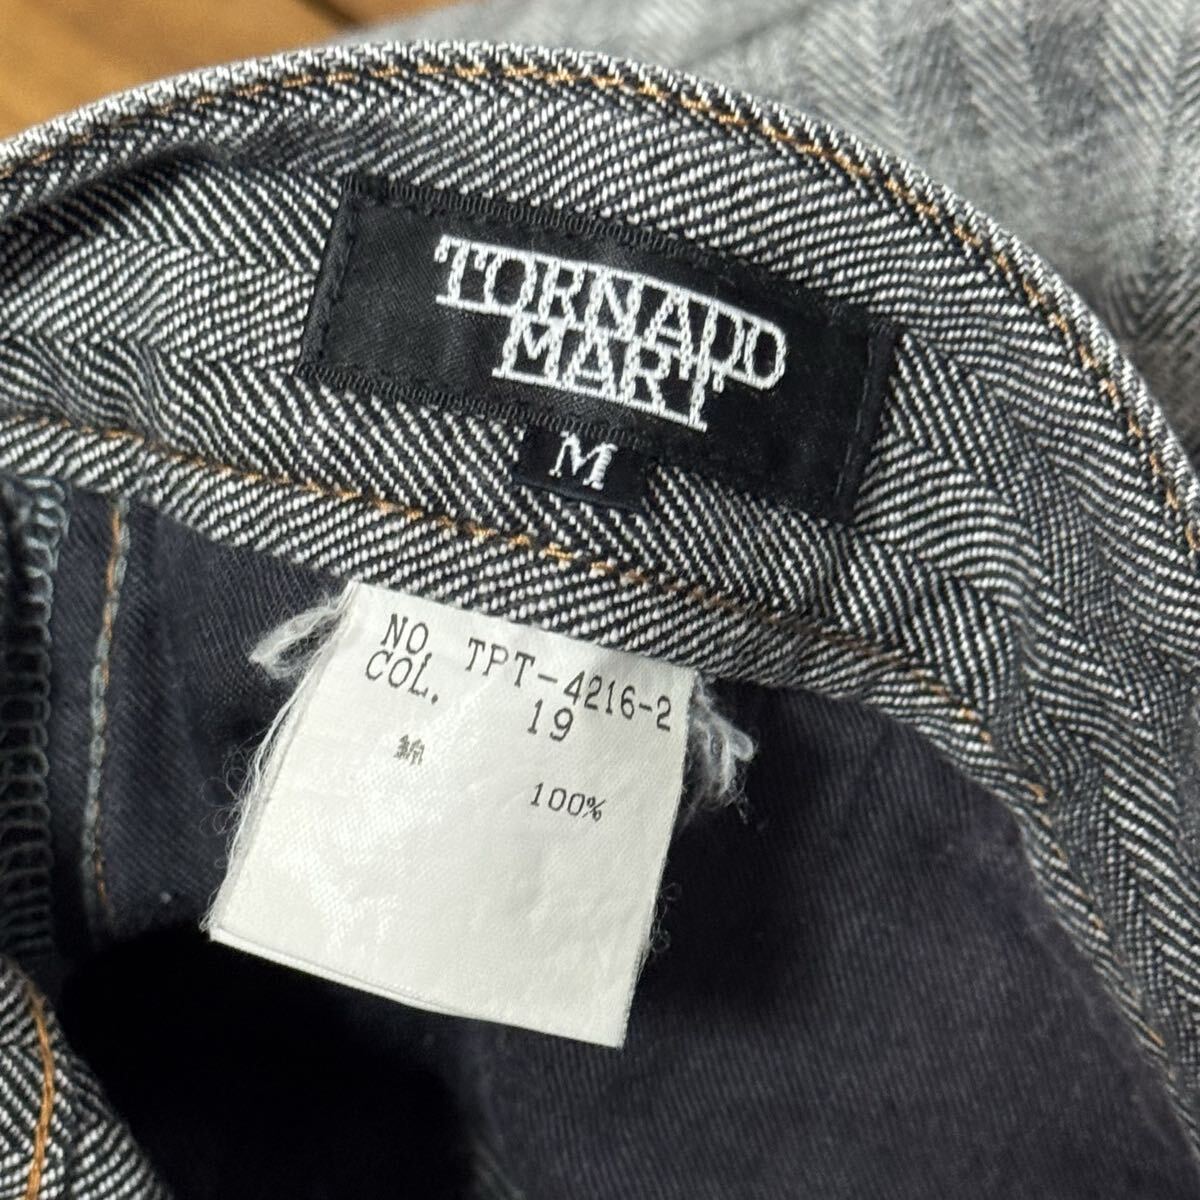 TORNADO
MART.
M
NO. TPT-4216-2
COL. 19
綿
100%